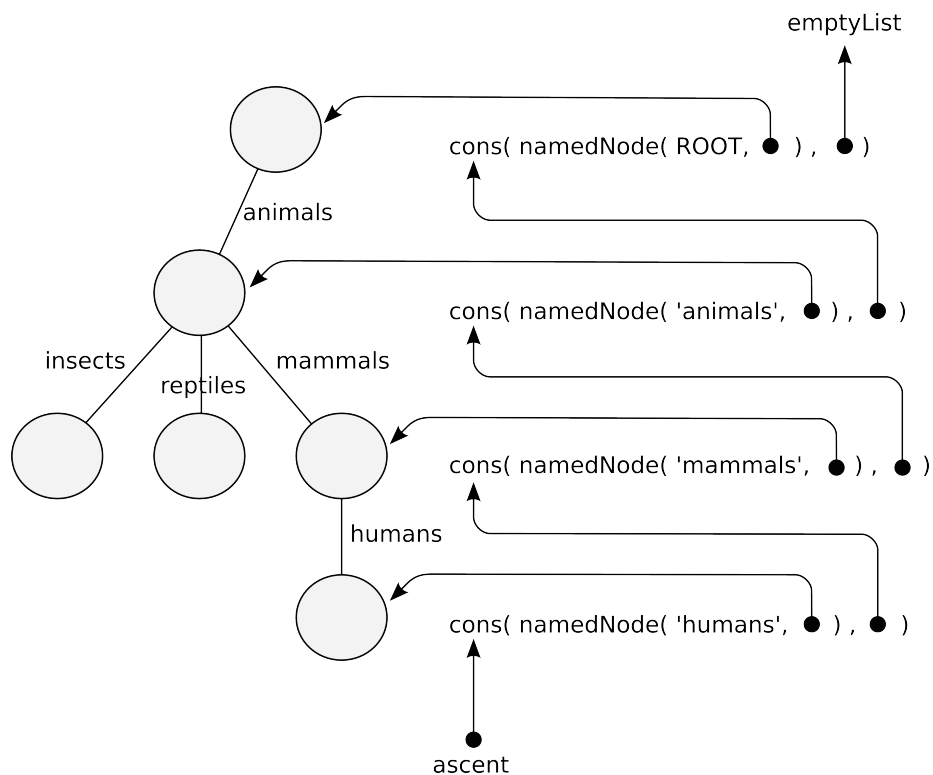 emptyList
cons( namedNode( ROOT, ) , )
animals
cons( namedNode( 'animals', ) , )
insects
mammals
reptiles
cons( namedNode( 'mammals', ) , )
humans
cons( namedNode( 'humans', ) , )
ascent